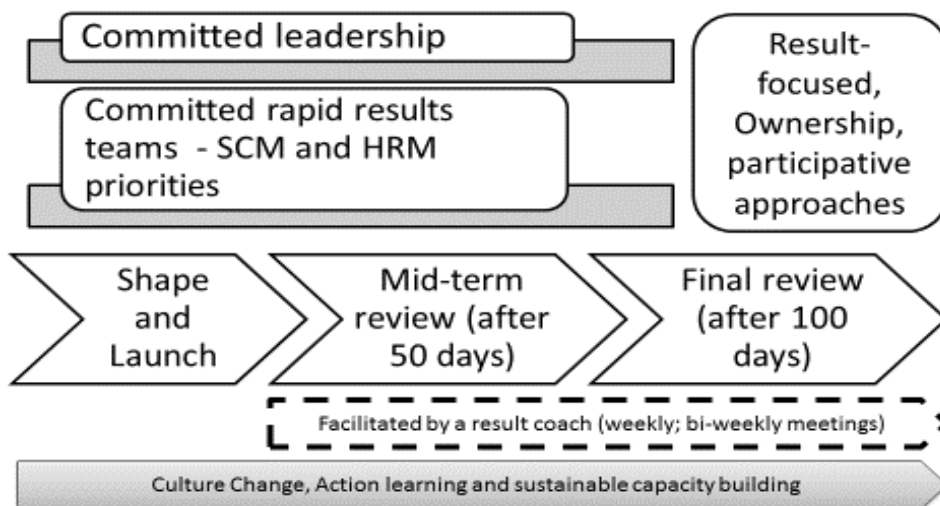 Committed leadership
Committed rapid results
teams - SCM and HRM
priorities
Result-
focused,
Ownership,
participative
approaches
Shape
and
Launch
Mid-term
review (after
50 days)
Final review
(after 100
days)
Facilitated by a result coach (weekly; bi-weekly meetings)
Culture Change, Action learning and sustainable capacity building